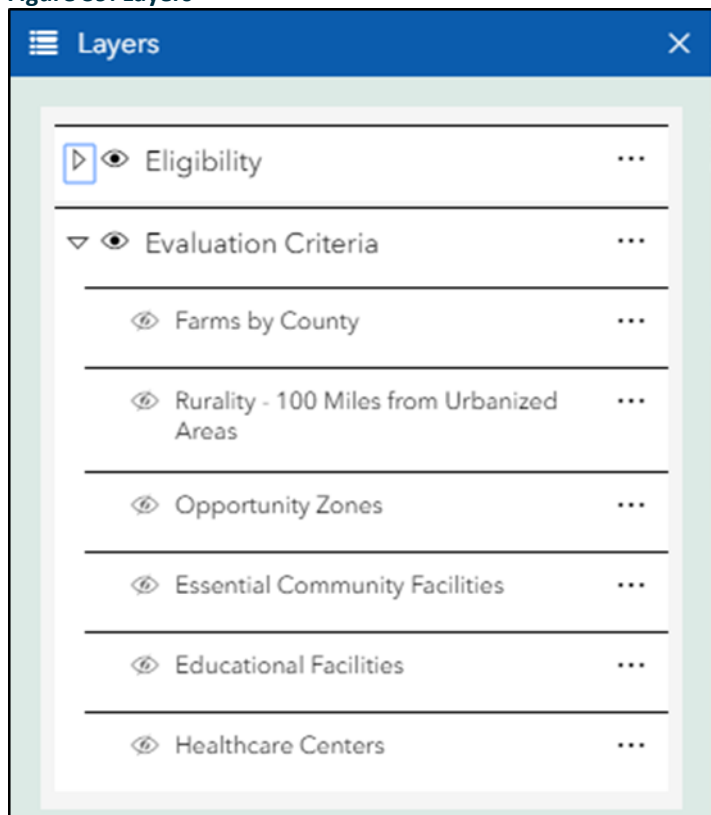 Layers
Eligibility
Evaluation Criteria
Farms by County
Rurality - 100 Miles from Urbanized
Areas
Opportunity Zones
Essential Community Facilities
Educational Facilities
Healthcare Centers